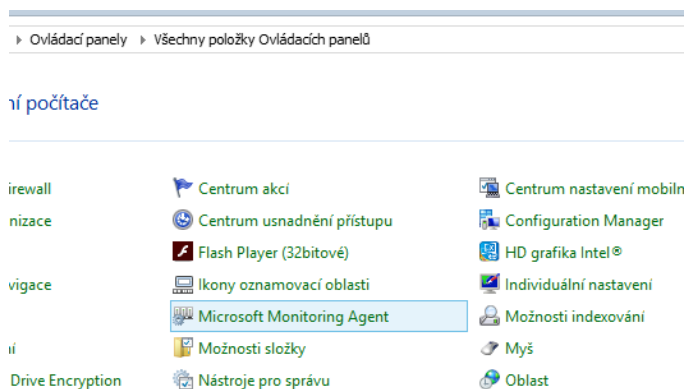 Ovládací panely ▸ Všechny položky Ovládacích panelů
ní počítače
irewall
Centrum akcí
Centrum nastavení mobiln
nizace
Centrum usnadnění přístupu
Configuration Manager
Flash Player (32bitové)
HD grafika Intel®
vigace
Ikony oznamovací oblasti
Individuální nastavení
Microsoft Monitoring Agent
Možnosti indexování
ní
Možnosti složky
Myš
Drive Encryption
Nástroje pro správu
Oblast